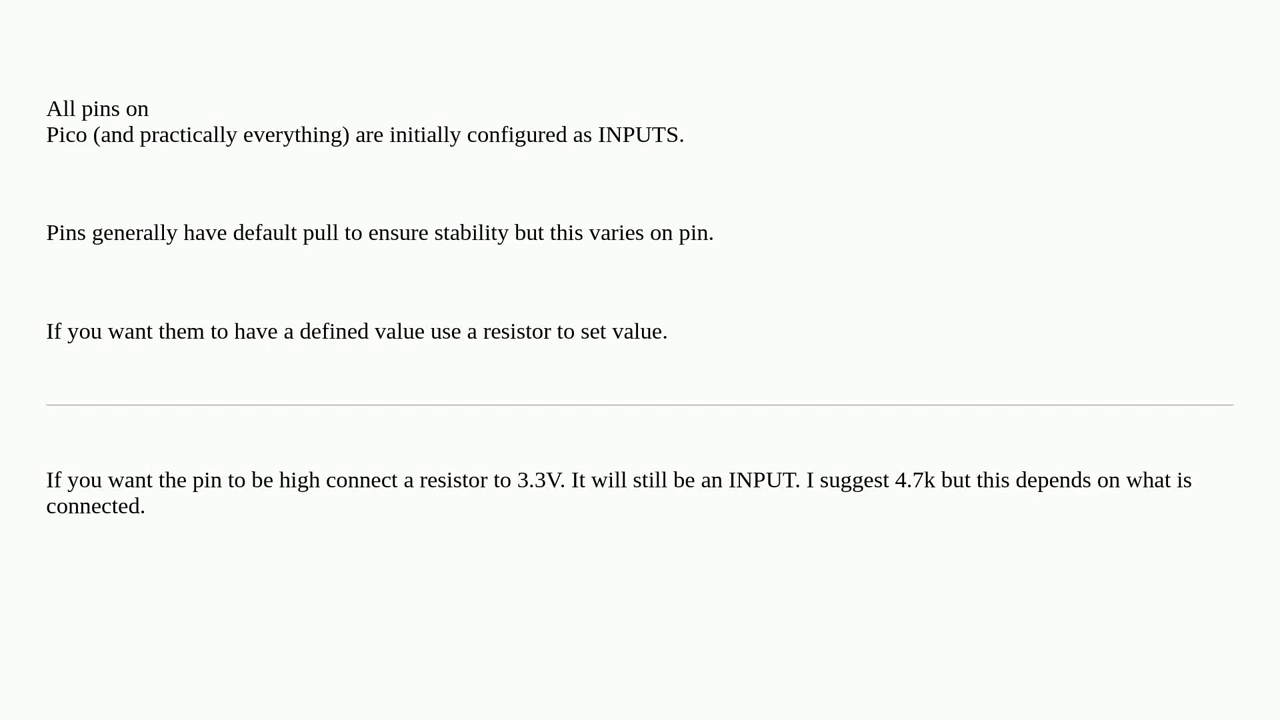 All pins on
Pico (and practically everything) are initially configured as INPUTS.
Pins generally have default pull to ensure stability but this varies on pin.
If you want them to have a defined value use a resistor to set value.
If you want the pin to be high connect a resistor to 3.3V. It will still be an INPUT. I suggest 4.7k but this depends on what is
connected.